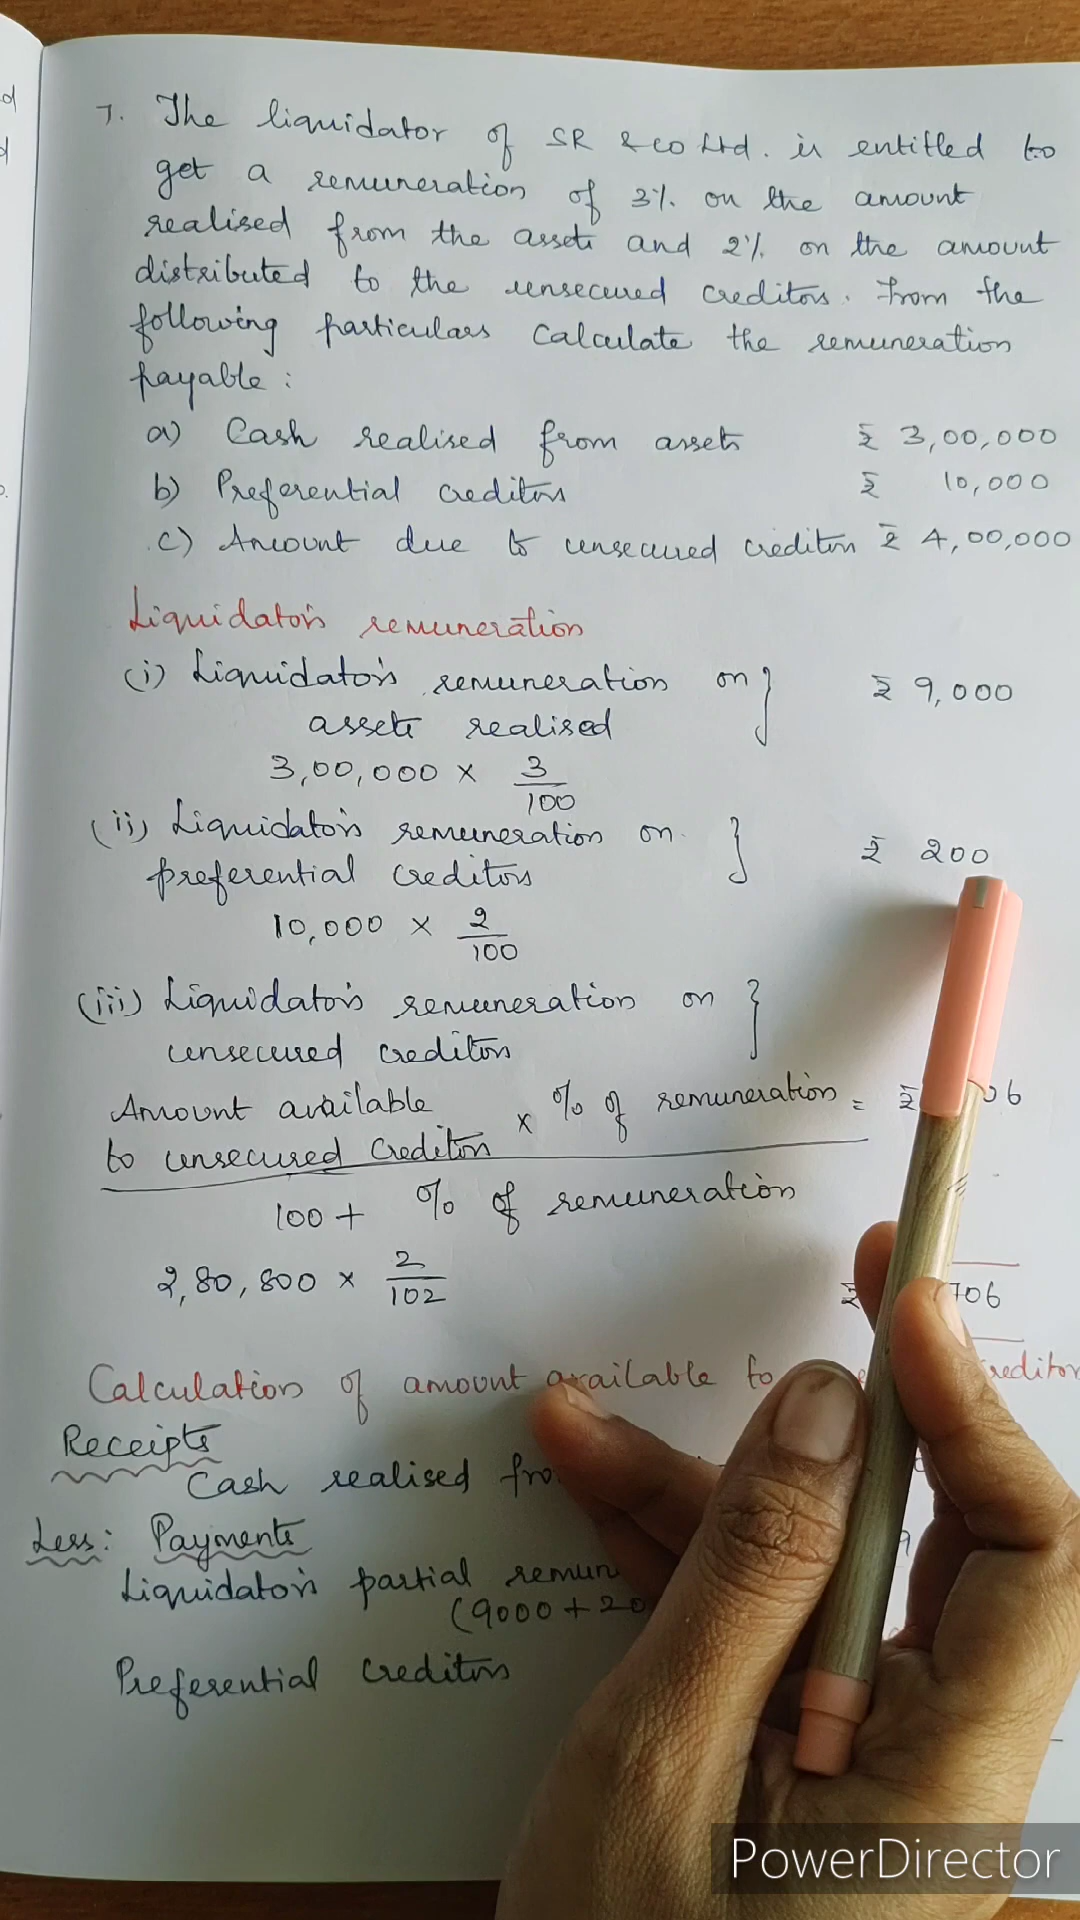 7. The liquidator of SR & Co Ltd. is entitled to
get a remuneration of 3% on the amount
realised from the assets and 2% on the amount
distributed to the unsecured creditors. From the
following particulars calculate the remuneration
payable :
a) Cash realised from assets ₹ 3,00,000
b) Preferential creditors ₹ 10,000
c) Amount due to unsecured creditors ₹ 4,00,000
Liquidator's remuneration
(i) Liquidator's remuneration on } ₹ 9,000
assets realised
3,00,000 × 3/100
(ii) Liquidator's remuneration on } ₹ 200
preferential creditors
10,000 × 2/100
(iii) Liquidator's remuneration on }
unsecured creditors
Amount available × % of remuneration = ₹ 06
to unsecured creditors
100 + % of remuneration
2,80,800 × 2/102
₹ 706
Calculation of amount available to creditor
Receipts
Cash realised fro
Less: Payments
Liquidator's partial remun
(9000 + 20
Preferential creditors
PowerDirector